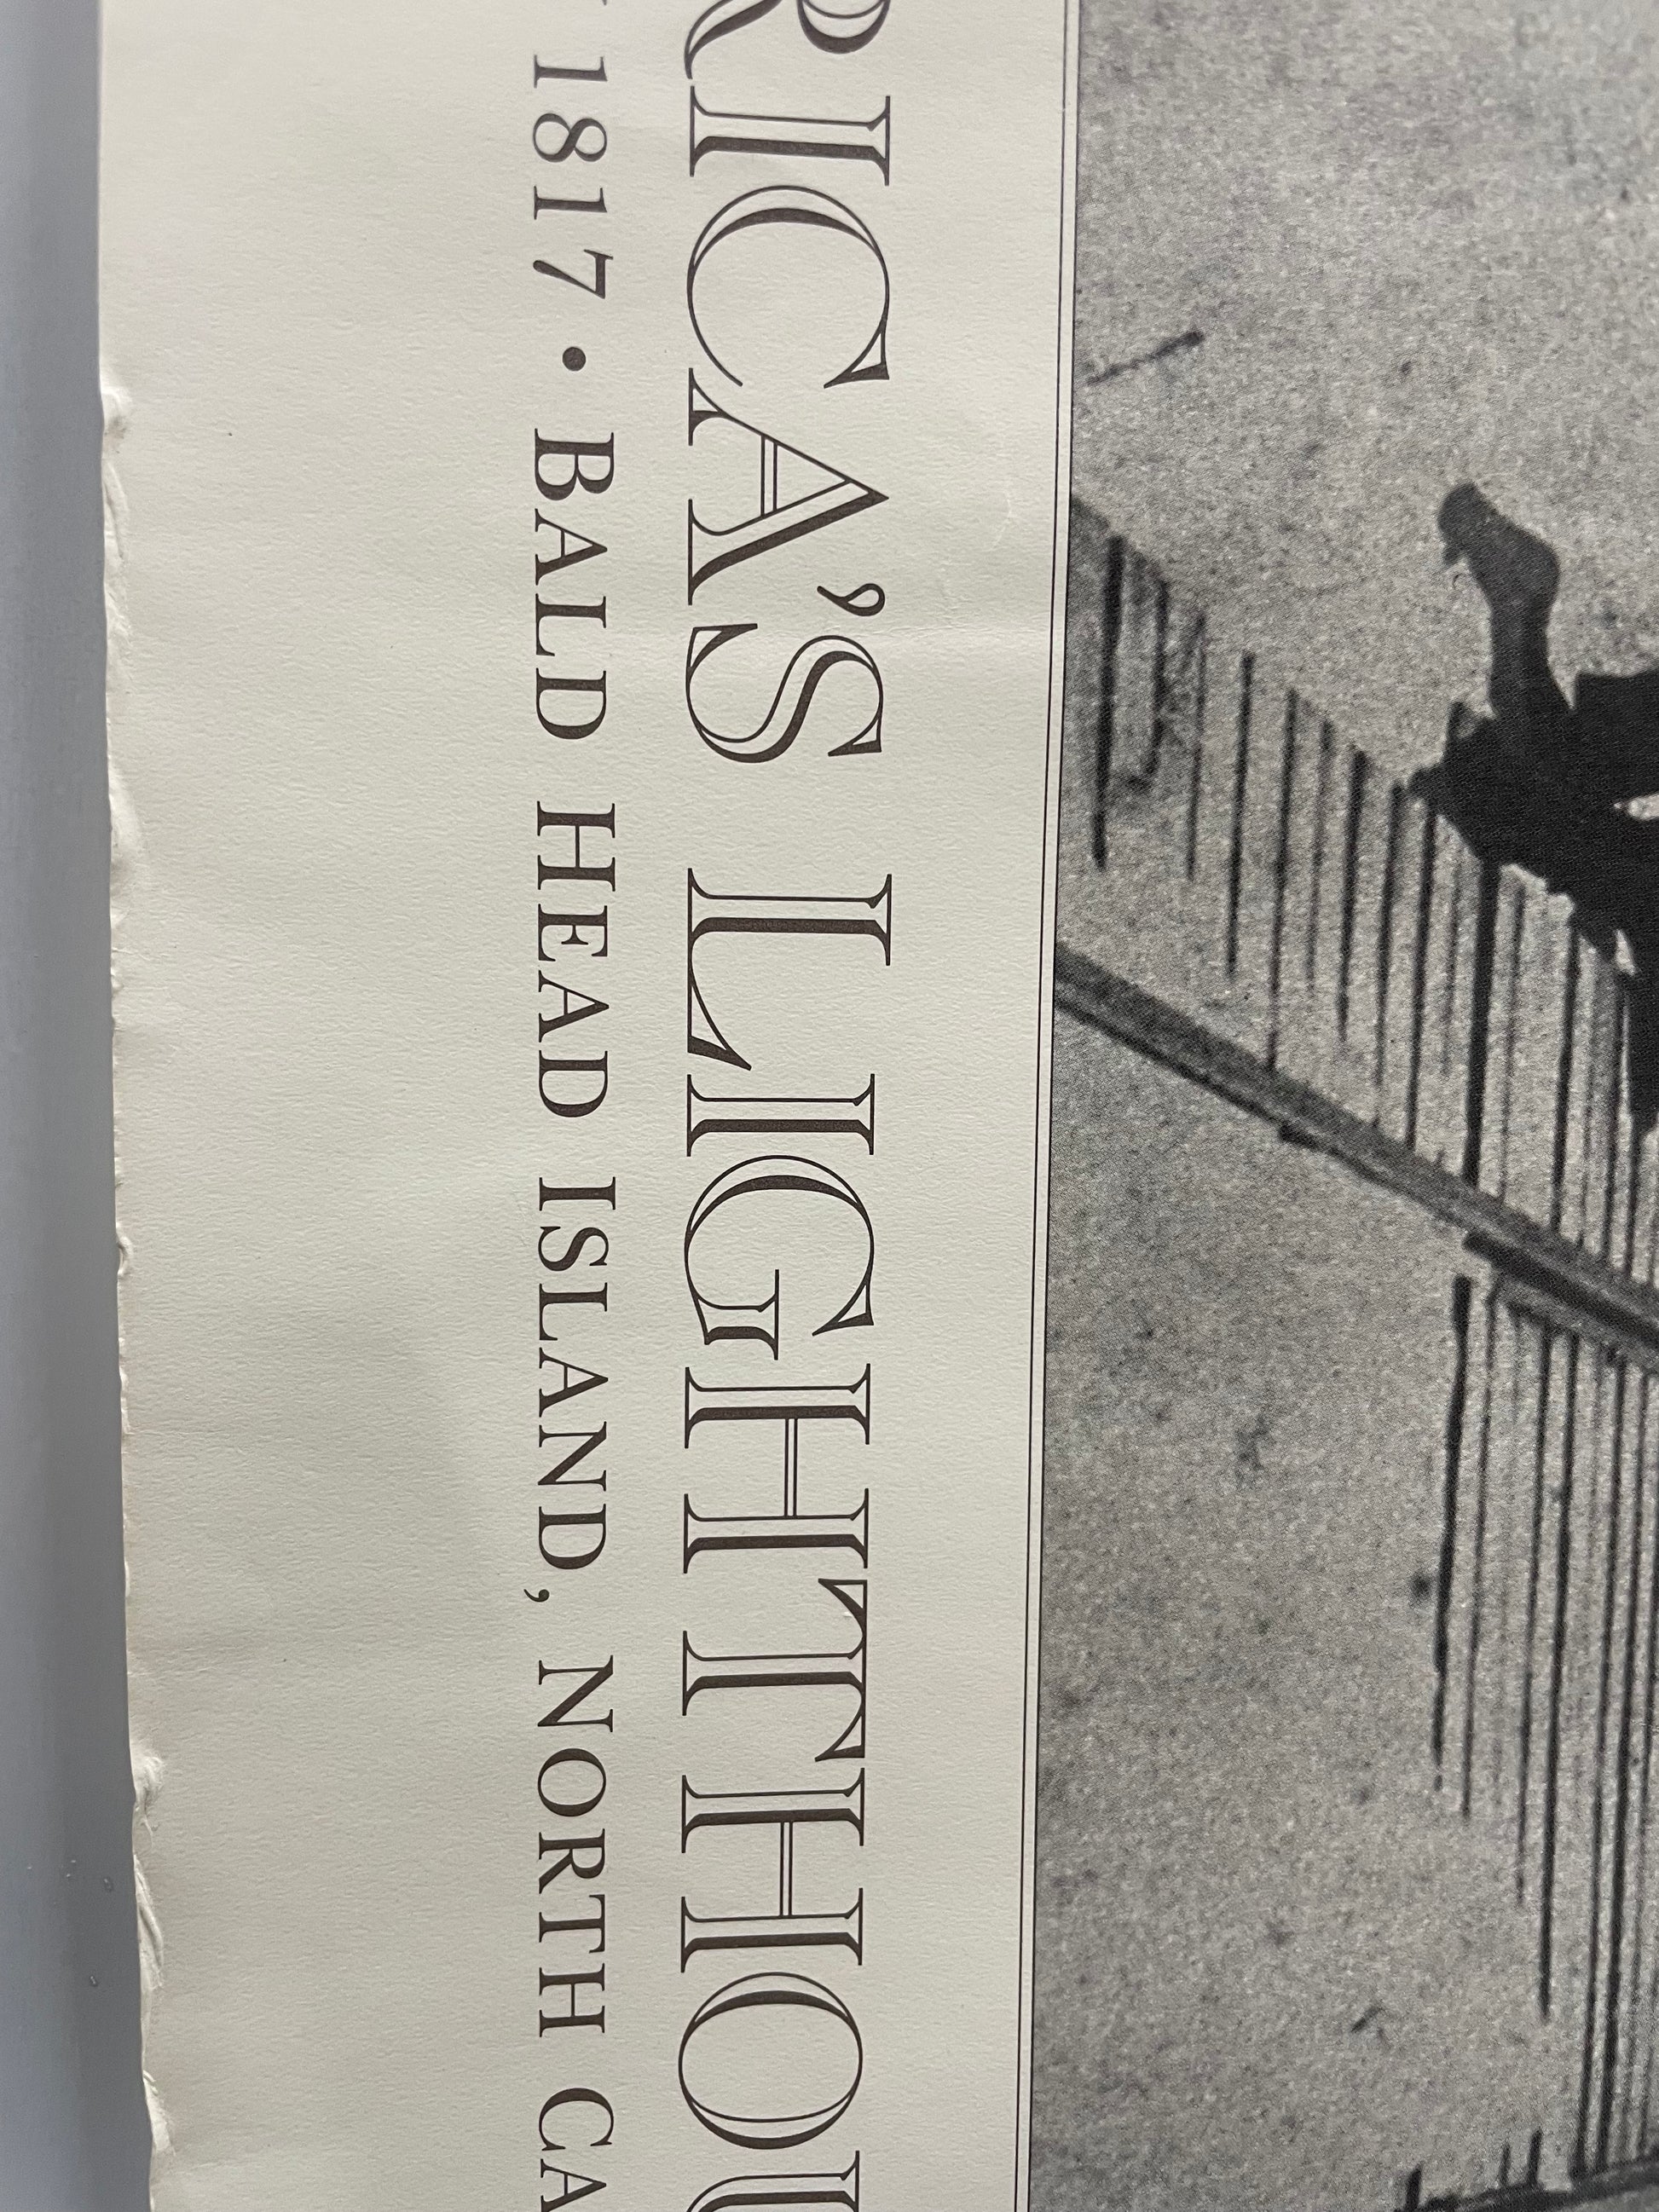 RICA'S LIGHTHOU
1817 • BALD HEAD ISLAND, NORTH CA